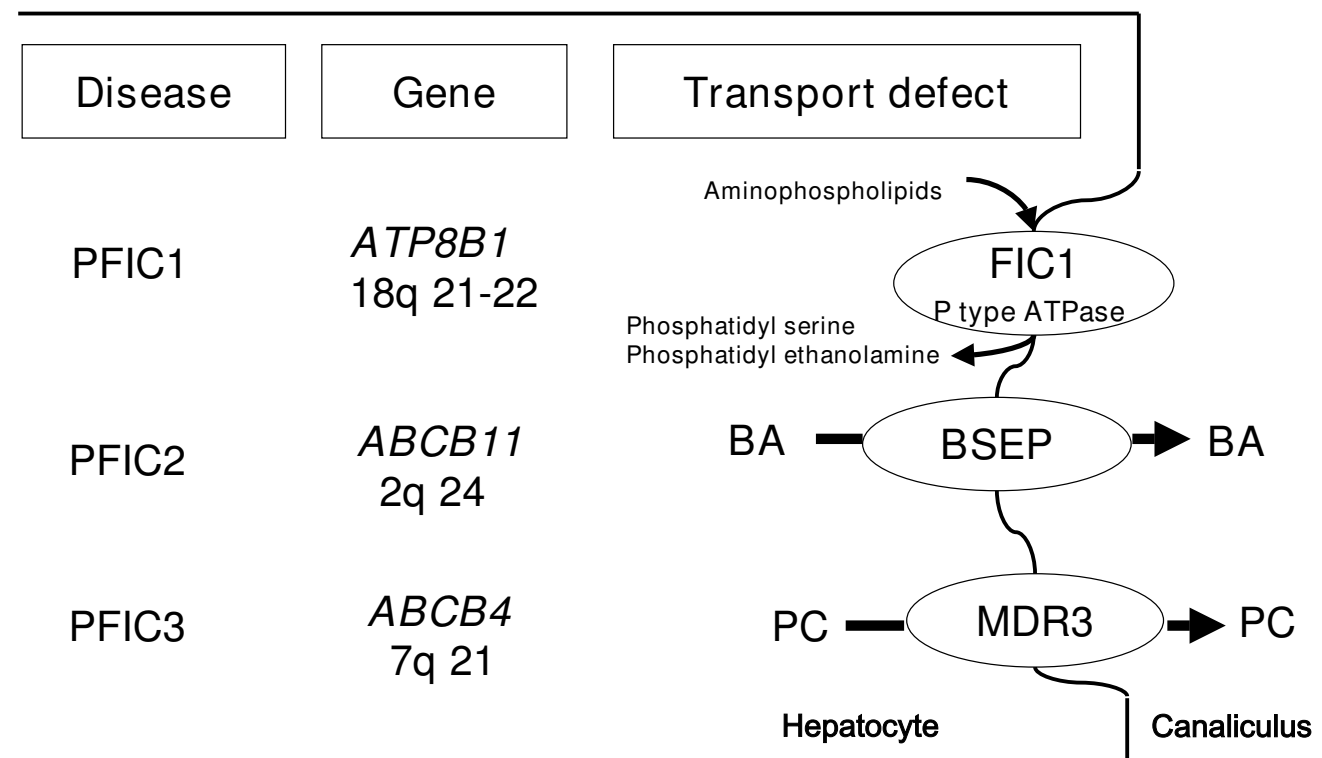 Disease
Gene
Transport defect
Aminophospholipids
PFIC1
ATP8B1
18q 21-22
FIC1
P type ATPase
Phosphatidyl serine
Phosphatidyl ethanolamine
PFIC2
ABCB11
2q 24
BA
BSEP
BA
PFIC3
ABCB4
7q 21
PC
MDR3
PC
Hepatocyte
Canaliculus